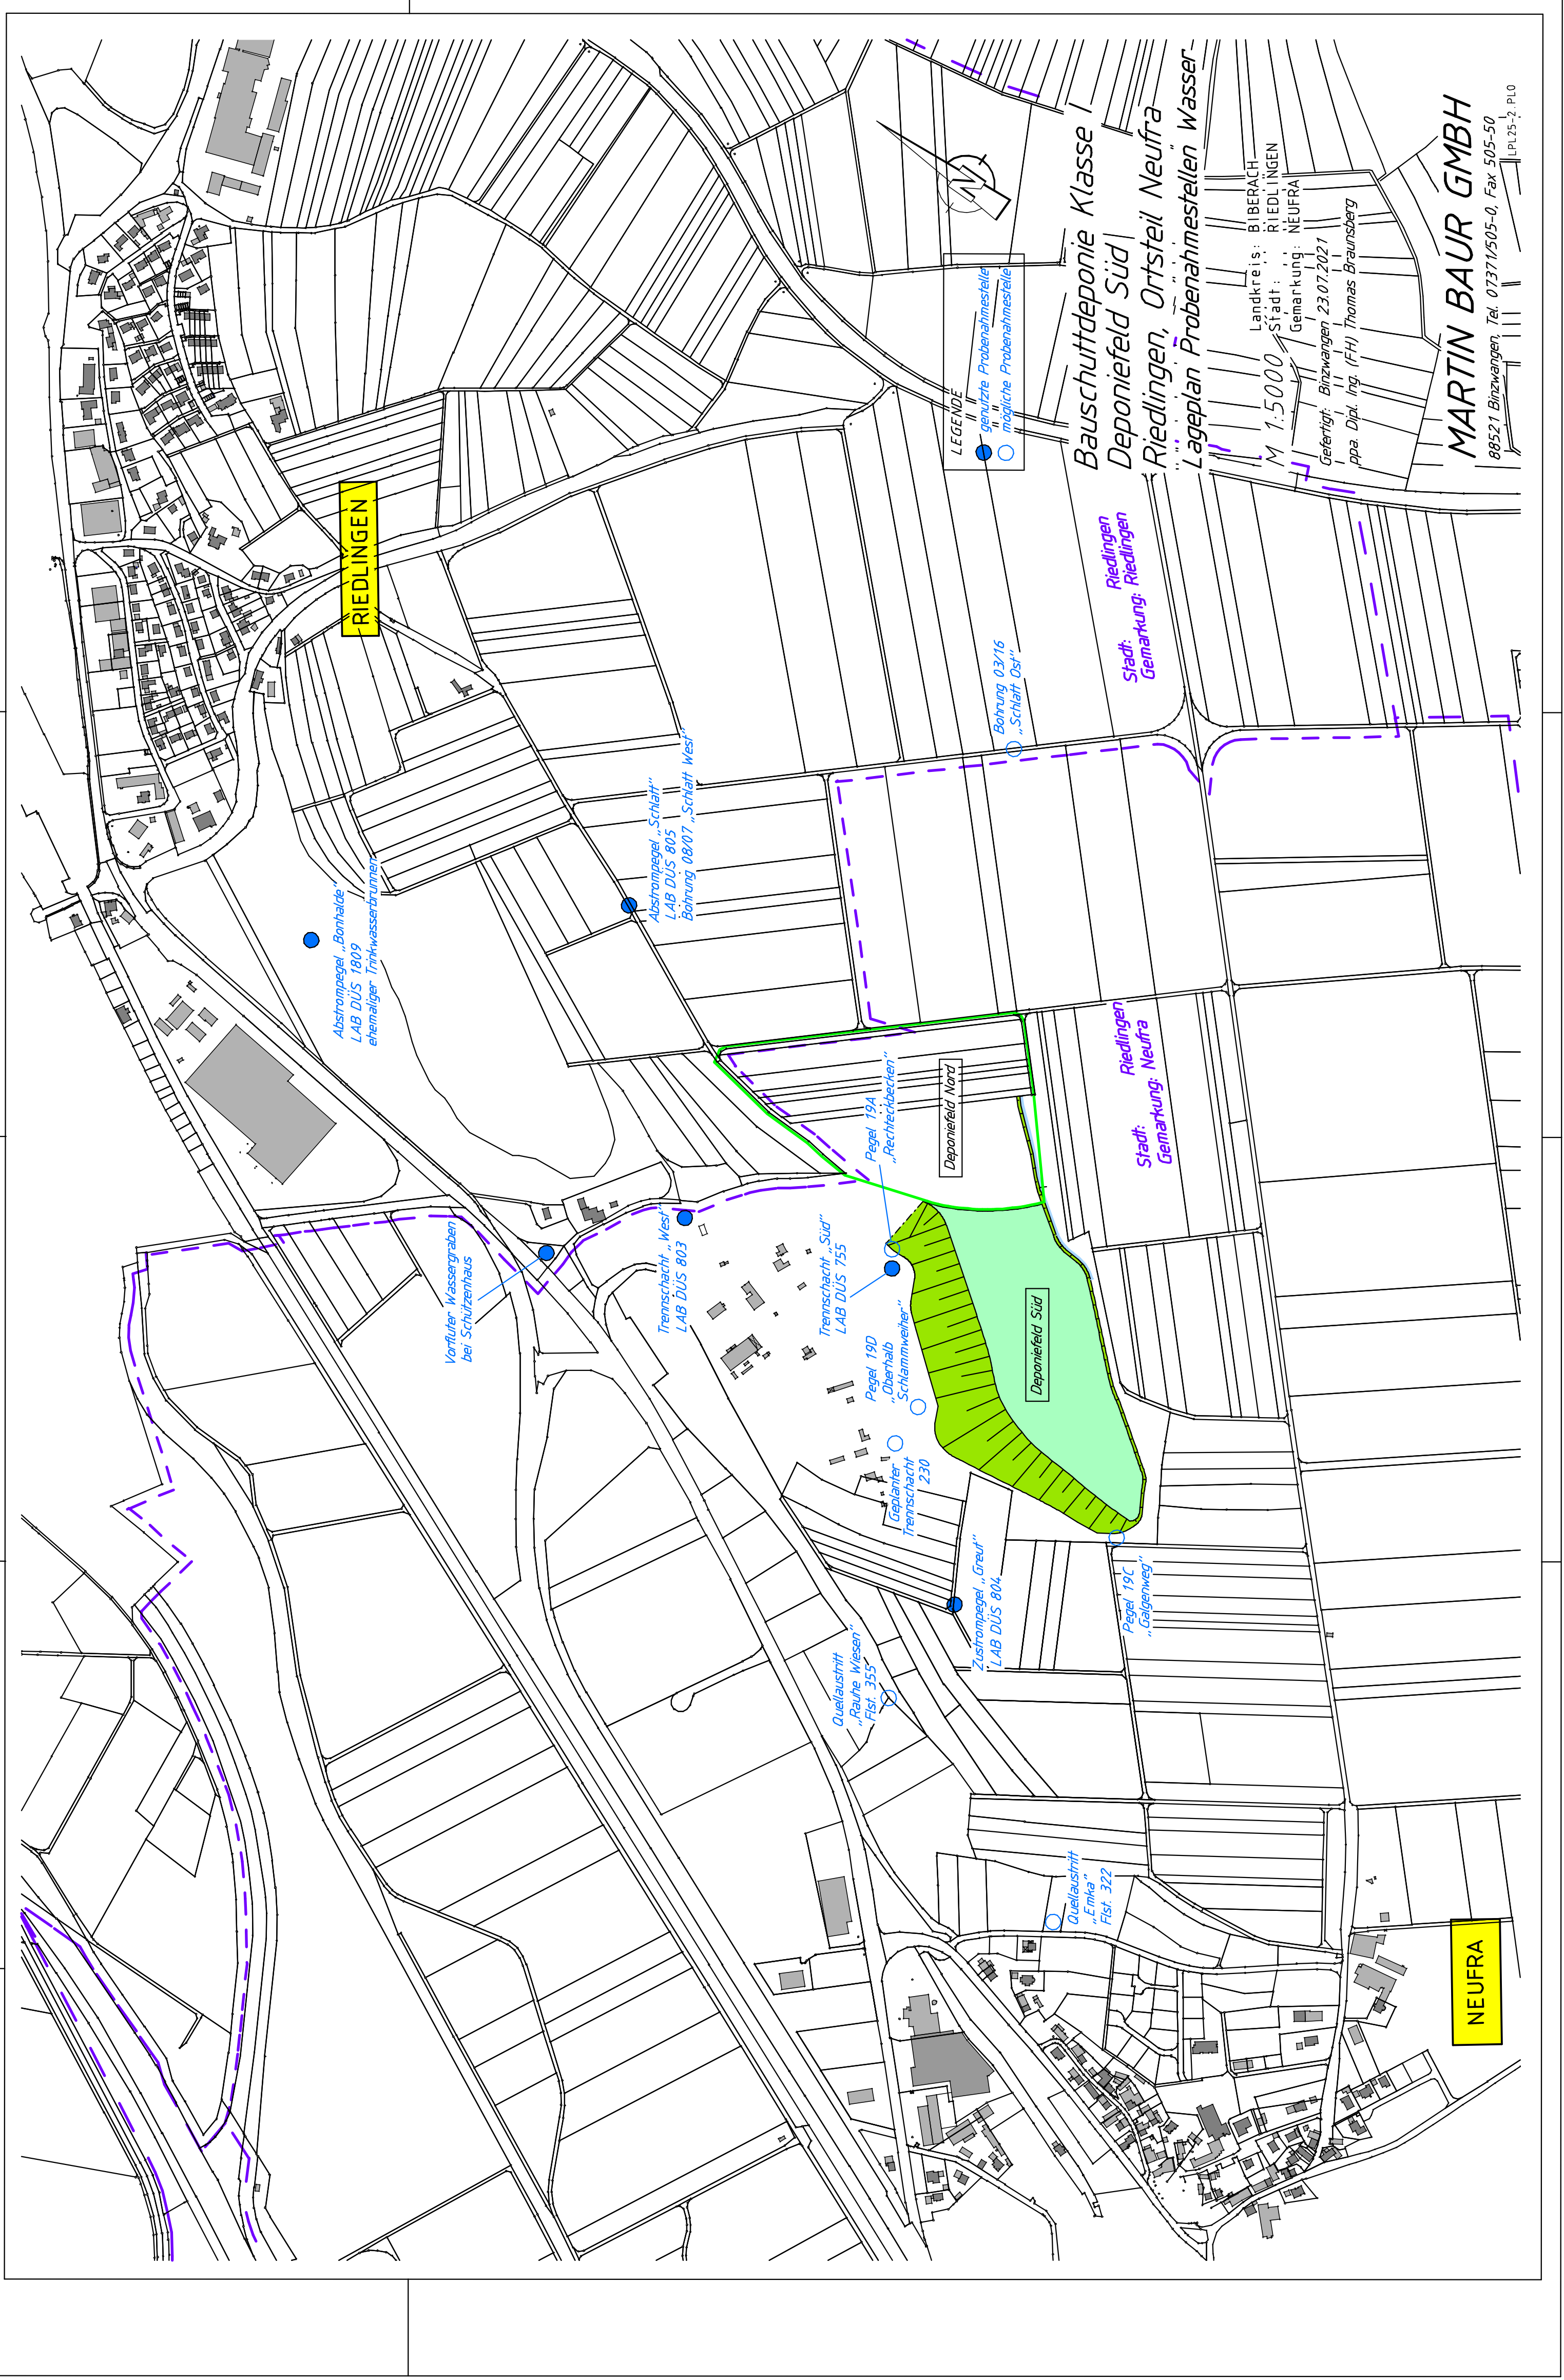 RIEDLINGEN
Abstrompegel „Bonhalde“
LAB DÜS 1809
ehemaliger Trinkwasserbrunnen
Abstrompegel „Schlatt“
LAB DÜS 805
Bohrung 08/07 „Schlatt West“
Bohrung 03/16
„Schlatt Ost“
Vorfluter Wassergraben
bei Schützenhaus
Trennschacht „West“
LAB DÜS 803
Trennschacht „Süd“
LAB DÜS 755
Pegel 19A
„Rechteckbecken“
Deponiefeld Nord
Deponiefeld Süd
Pegel 19D
„Oberhalb
Schlammweiher“
Geplanter
Trennschacht
230
Zustrompegel „Greut“
LAB DÜS 804
Pegel 19C
„Galgenweg“
Quellaustritt
„Rauhe Wiesen“
Flst. 355
Quellaustritt
„Emka“
Flst. 322
NEUFRA
Stadt: Riedlingen
Gemarkung: Riedlingen
Stadt: Riedlingen
Gemarkung: Neufra
N
LEGENDE
genutzte Probenahmestelle
mögliche Probenahmestelle
Bauschuttdeponie Klasse I
Deponiefeld Süd
Riedlingen, Ortsteil Neufra
Lageplan Probenahmestellen Wasser
M 1:5000
Landkreis: BIBERACH
Stadt: RIEDLINGEN
Gemarkung: NEUFRA
Gefertigt: Binzwangen 23.07.2021
ppa. Dipl. Ing. (FH) Thomas Braunsberg
MARTIN BAUR GMBH
88521 Binzwangen, Tel. 07371/505-0, Fax 505-50
LPL25-2.PLO